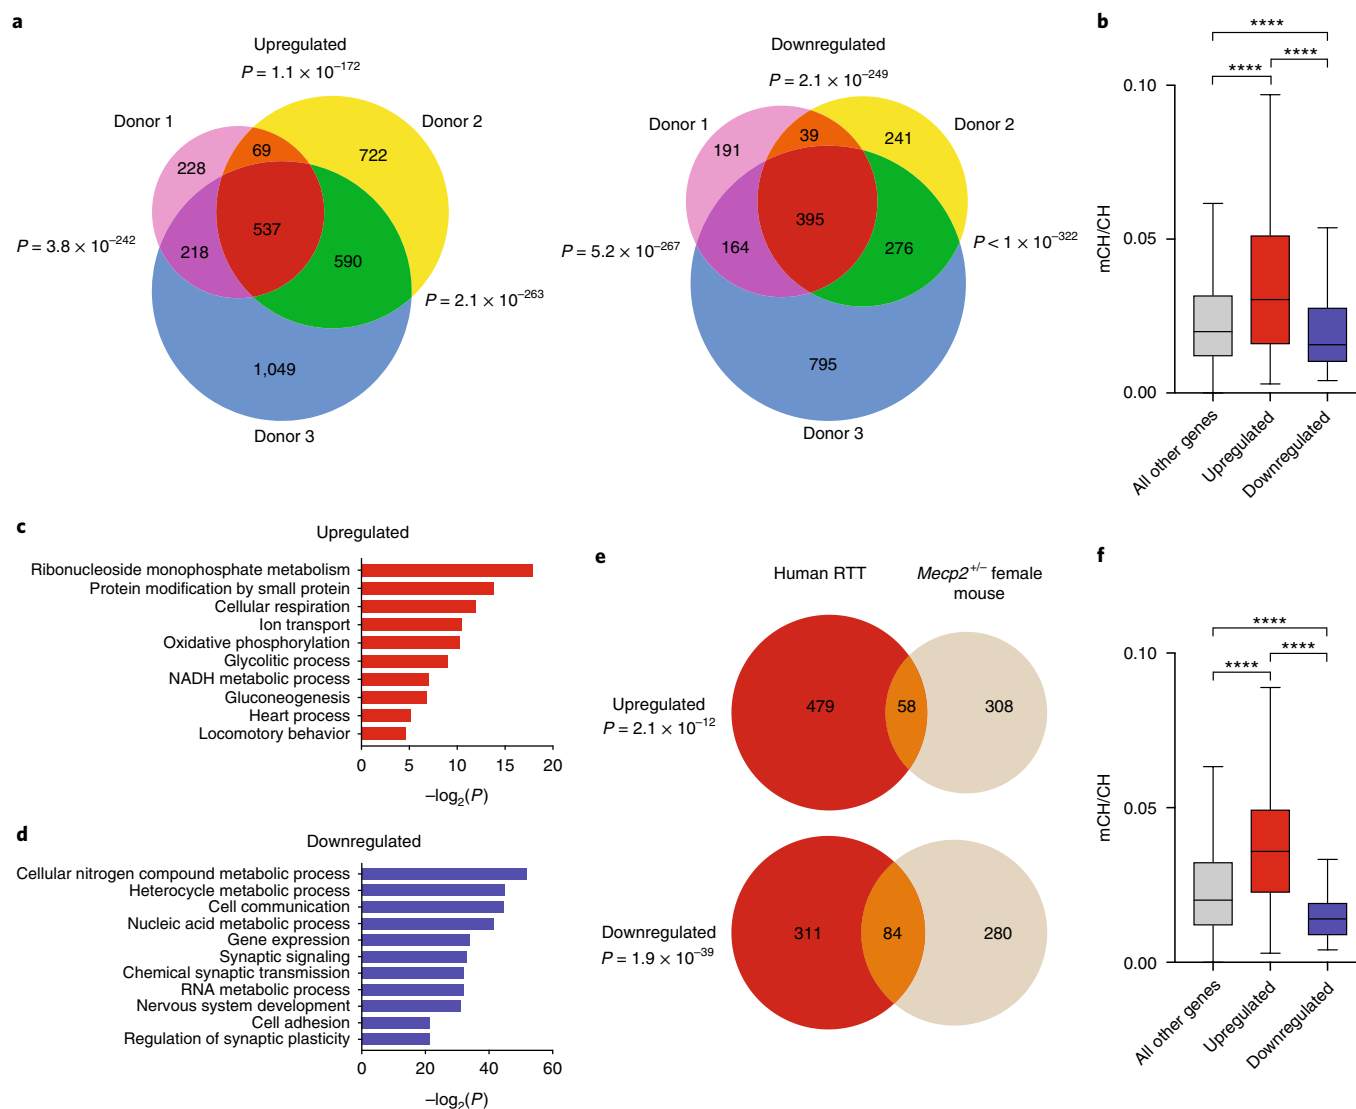 a
Upregulated
P = 1.1 × 10⁻¹⁷²
Donor 1
Donor 2
228
69
722
537
218
590
P = 3.8 × 10⁻²⁴²
P = 2.1 × 10⁻²⁶³
1,049
Donor 3
Downregulated
P = 2.1 × 10⁻²⁴⁹
Donor 1
Donor 2
191
39
241
395
164
276
P = 5.2 × 10⁻²⁶⁷
P < 1 × 10⁻³²²
795
Donor 3
b
****
****
****
0.10
0.05
0.00
mCH/CH
All other genes
Upregulated
Downregulated
c
Upregulated
Ribonucleoside monophosphate metabolism
Protein modification by small protein
Cellular respiration
Ion transport
Oxidative phosphorylation
Glycolitic process
NADH metabolic process
Gluconeogenesis
Heart process
Locomotory behavior
0 5 10 15 20
–log₂(P)
d
Downregulated
Cellular nitrogen compound metabolic process
Heterocycle metabolic process
Cell communication
Nucleic acid metabolic process
Gene expression
Synaptic signaling
Chemical synaptic transmission
RNA metabolic process
Nervous system development
Cell adhesion
Regulation of synaptic plasticity
0 20 40 60
–log₂(P)
e
Human RTT
Mecp2⁺/⁻ female
mouse
Upregulated
P = 2.1 × 10⁻¹²
479
58
308
Downregulated
P = 1.9 × 10⁻³⁹
311
84
280
f
****
****
****
0.10
0.05
0.00
mCH/CH
All other genes
Upregulated
Downregulated